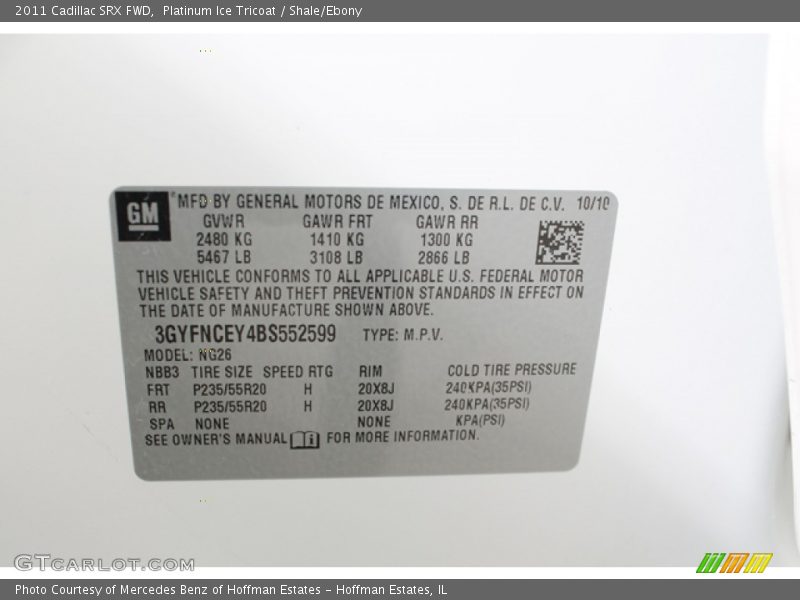 2011 Cadillac SRX FWD, Platinum Ice Tricoat / Shale/Ebony
GM
MFD BY GENERAL MOTORS DE MEXICO, S. DE R.L. DE C.V. 10/10
GVWR GAWR FRT GAWR RR
2480 KG 1410 KG 1300 KG
5467 LB 3108 LB 2866 LB
THIS VEHICLE CONFORMS TO ALL APPLICABLE U.S. FEDERAL MOTOR
VEHICLE SAFETY AND THEFT PREVENTION STANDARDS IN EFFECT ON
THE DATE OF MANUFACTURE SHOWN ABOVE.
3GYFNCEY4BS552599 TYPE: M.P.V.
MODEL: NG26
NBB3 TIRE SIZE SPEED RTG RIM COLD TIRE PRESSURE
FRT P235/55R20 H 20X8J 240KPA(35PSI)
RR P235/55R20 H 20X8J 240KPA(35PSI)
SPA NONE NONE KPA(PSI)
SEE OWNER'S MANUAL FOR MORE INFORMATION.
GTCARLOT.COM
Photo Courtesy of Mercedes Benz of Hoffman Estates - Hoffman Estates, IL